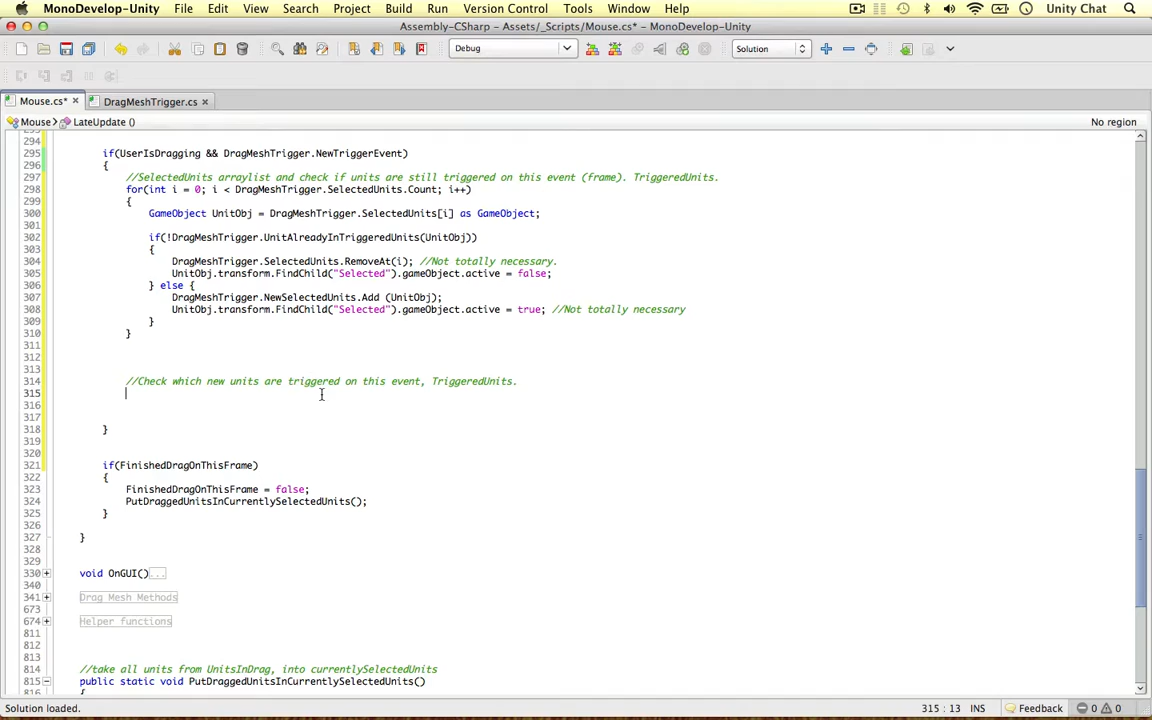 MonoDevelop-Unity File Edit View Search Project Build Run Version Control Tools Window Help Unity Chat
Assembly-CSharp - Assets/_Scripts/Mouse.cs* - MonoDevelop-Unity
Debug Solution
Mouse.cs* × DragMeshTrigger.cs ×
Mouse LateUpdate () No region
293
294
295 if(UserIsDragging && DragMeshTrigger.NewTriggerEvent)
296 {
297 //SelectedUnits arraylist and check if units are still triggered on this event (frame). TriggeredUnits.
298 for(int i = 0; i < DragMeshTrigger.SelectedUnits.Count; i++)
299 {
300 GameObject UnitObj = DragMeshTrigger.SelectedUnits[i] as GameObject;
301
302 if(!DragMeshTrigger.UnitAlreadyInTriggeredUnits(UnitObj))
303 {
304 DragMeshTrigger.SelectedUnits.RemoveAt(i); //Not totally necessary.
305 UnitObj.transform.FindChild("Selected").gameObject.active = false;
306 } else {
307 DragMeshTrigger.NewSelectedUnits.Add (UnitObj);
308 UnitObj.transform.FindChild("Selected").gameObject.active = true; //Not totally necessary
309 }
310 }
311
312
313
314 //Check which new units are triggered on this event, TriggeredUnits.
315
316
317
318 }
319
320
321 if(FinishedDragOnThisFrame)
322 {
323 FinishedDragOnThisFrame = false;
324 PutDraggedUnitsInCurrentlySelectedUnits();
325 }
326
327 }
328
329
330 void OnGUI()...
340
341 Drag Mesh Methods
673
674 Helper functions
811
812
813
814 //take all units from UnitsInDrag, into currentlySelectedUnits
815 public static void PutDraggedUnitsInCurrentlySelectedUnits()
816 {
Solution loaded. 315 : 13 INS Feedback 0 0